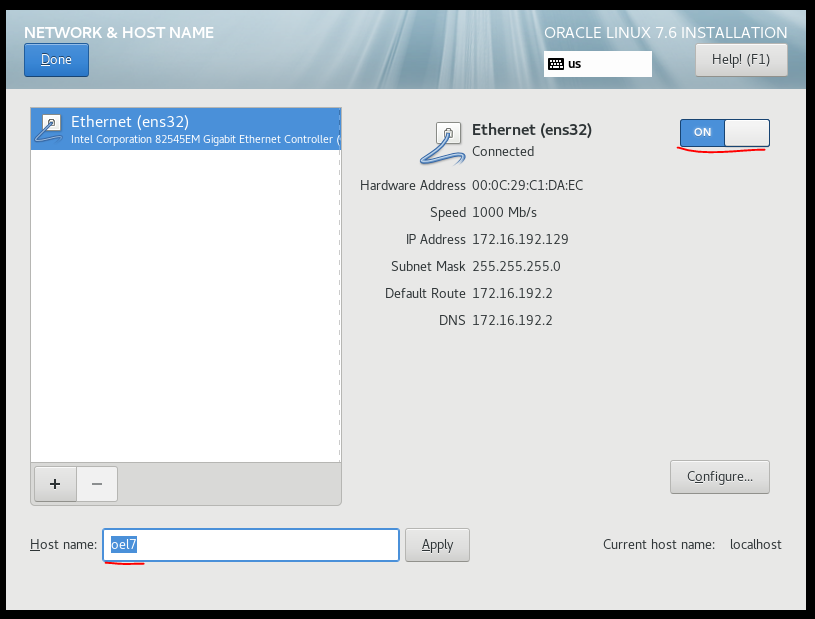 NETWORK & HOST NAME
ORACLE LINUX 7.6 INSTALLATION
Done
us
Help! (F1)
Ethernet (ens32)
Intel Corporation 82545EM Gigabit Ethernet Controller (
Ethernet (ens32)
Connected
ON
Hardware Address 00:0C:29:C1:DA:EC
Speed 1000 Mb/s
IP Address 172.16.192.129
Subnet Mask 255.255.255.0
Default Route 172.16.192.2
DNS 172.16.192.2
+ −
Configure...
Host name: oel7 Apply
Current host name: localhost